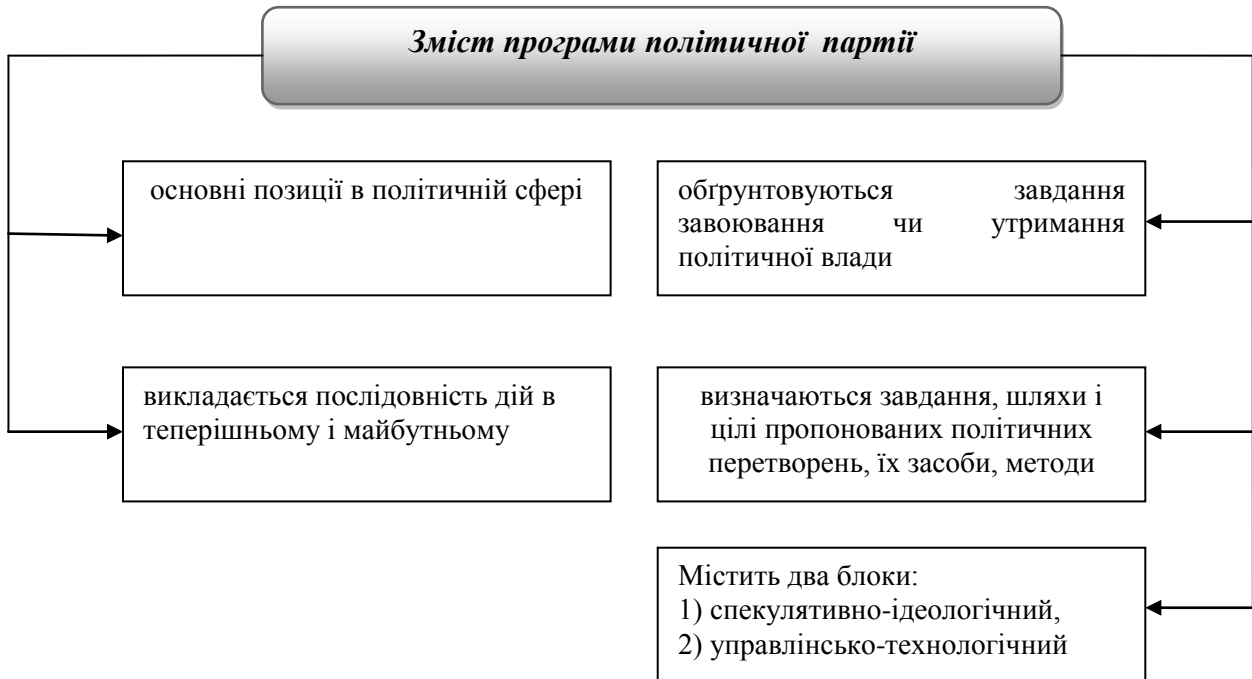 Зміст програми політичної партії
основні позиції в політичній сфері
обґрунтовуються завдання
завоювання чи утримання
політичної влади
викладається послідовність дій в
теперішньому і майбутньому
визначаються завдання, шляхи і
цілі пропонованих політичних
перетворень, їх засоби, методи
Містить два блоки:
1) спекулятивно-ідеологічний,
2) управлінсько-технологічний